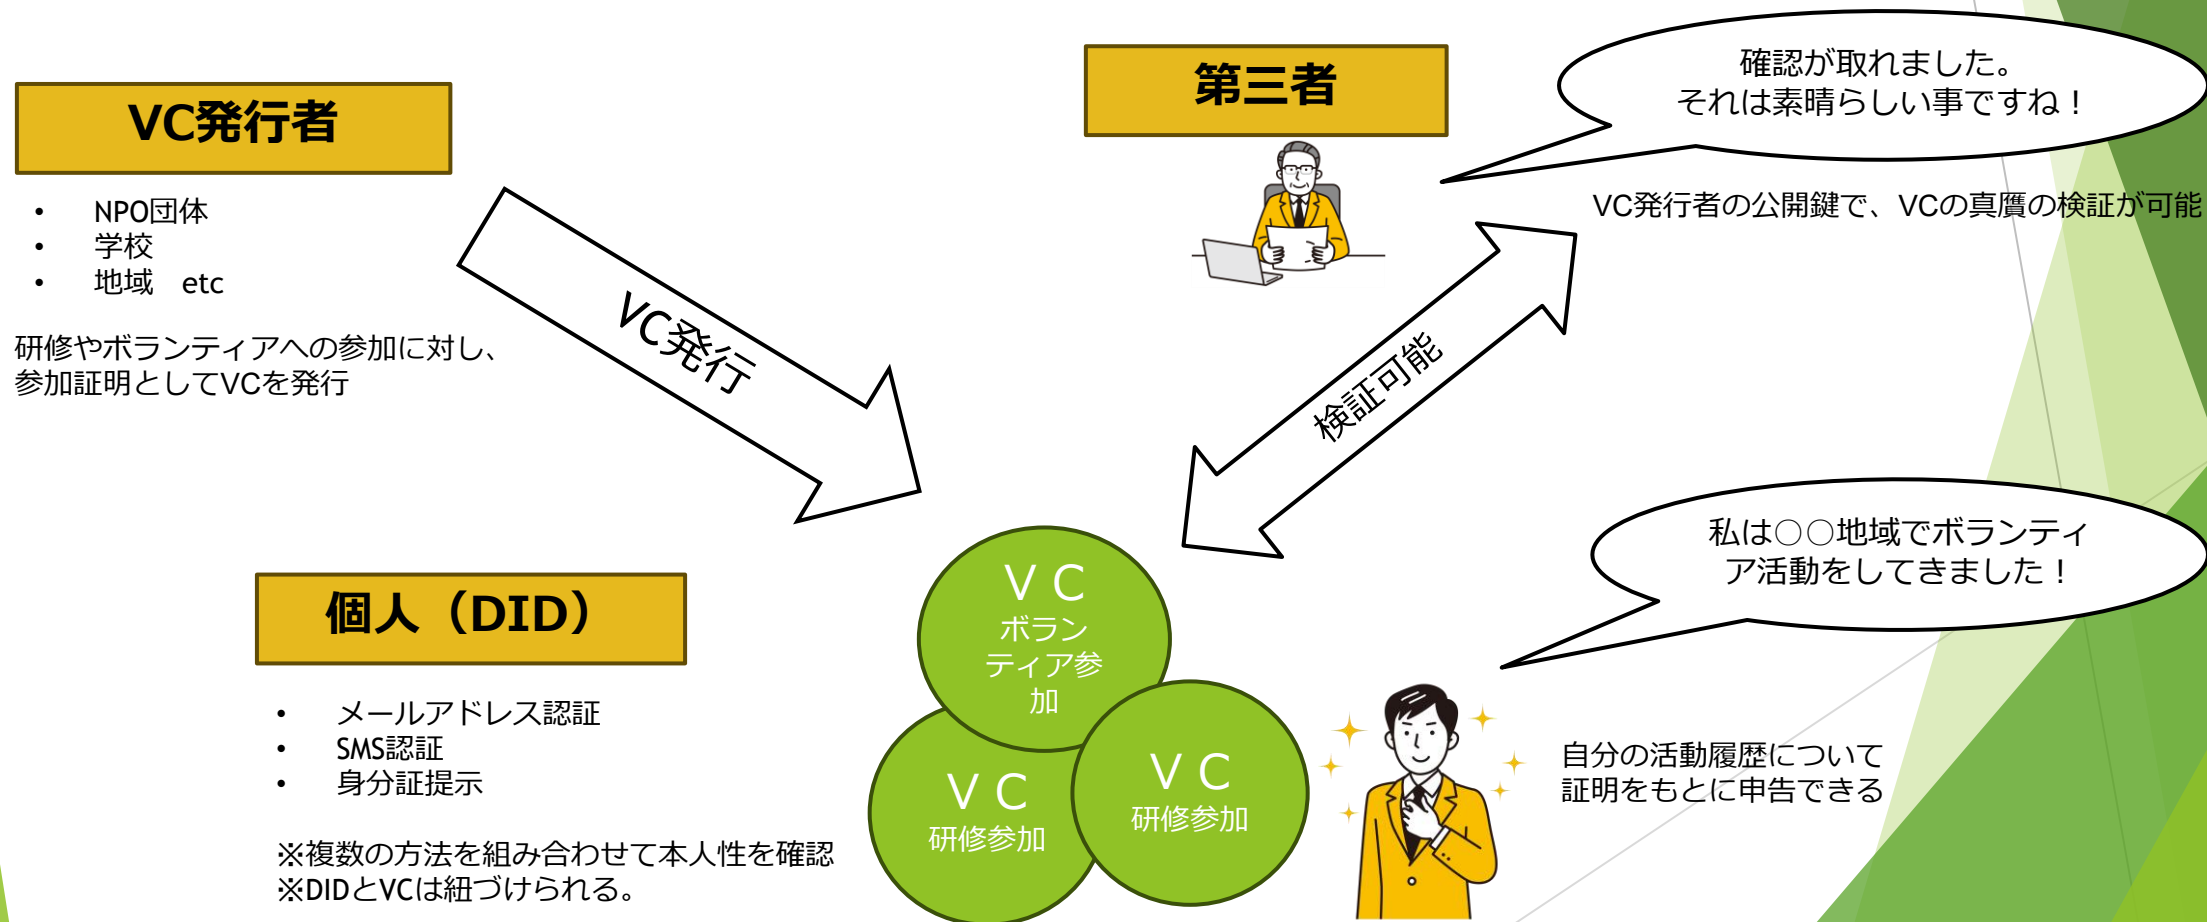 VC発行者
• NPO団体
• 学校
• 地域　etc
研修やボランティアへの参加に対し、
参加証明としてVCを発行
VC発行
第三者
確認が取れました。
それは素晴らしい事ですね！
VC発行者の公開鍵で、VCの真贋の検証が可能
検証可能
個人（DID）
• メールアドレス認証
• SMS認証
• 身分証提示
※複数の方法を組み合わせて本人性を確認
※DIDとVCは紐づけられる。
ＶＣ
ボラン
ティア参
加
ＶＣ
研修参加
ＶＣ
研修参加
私は○○地域でボランティ
ア活動をしてきました！
自分の活動履歴について
証明をもとに申告できる